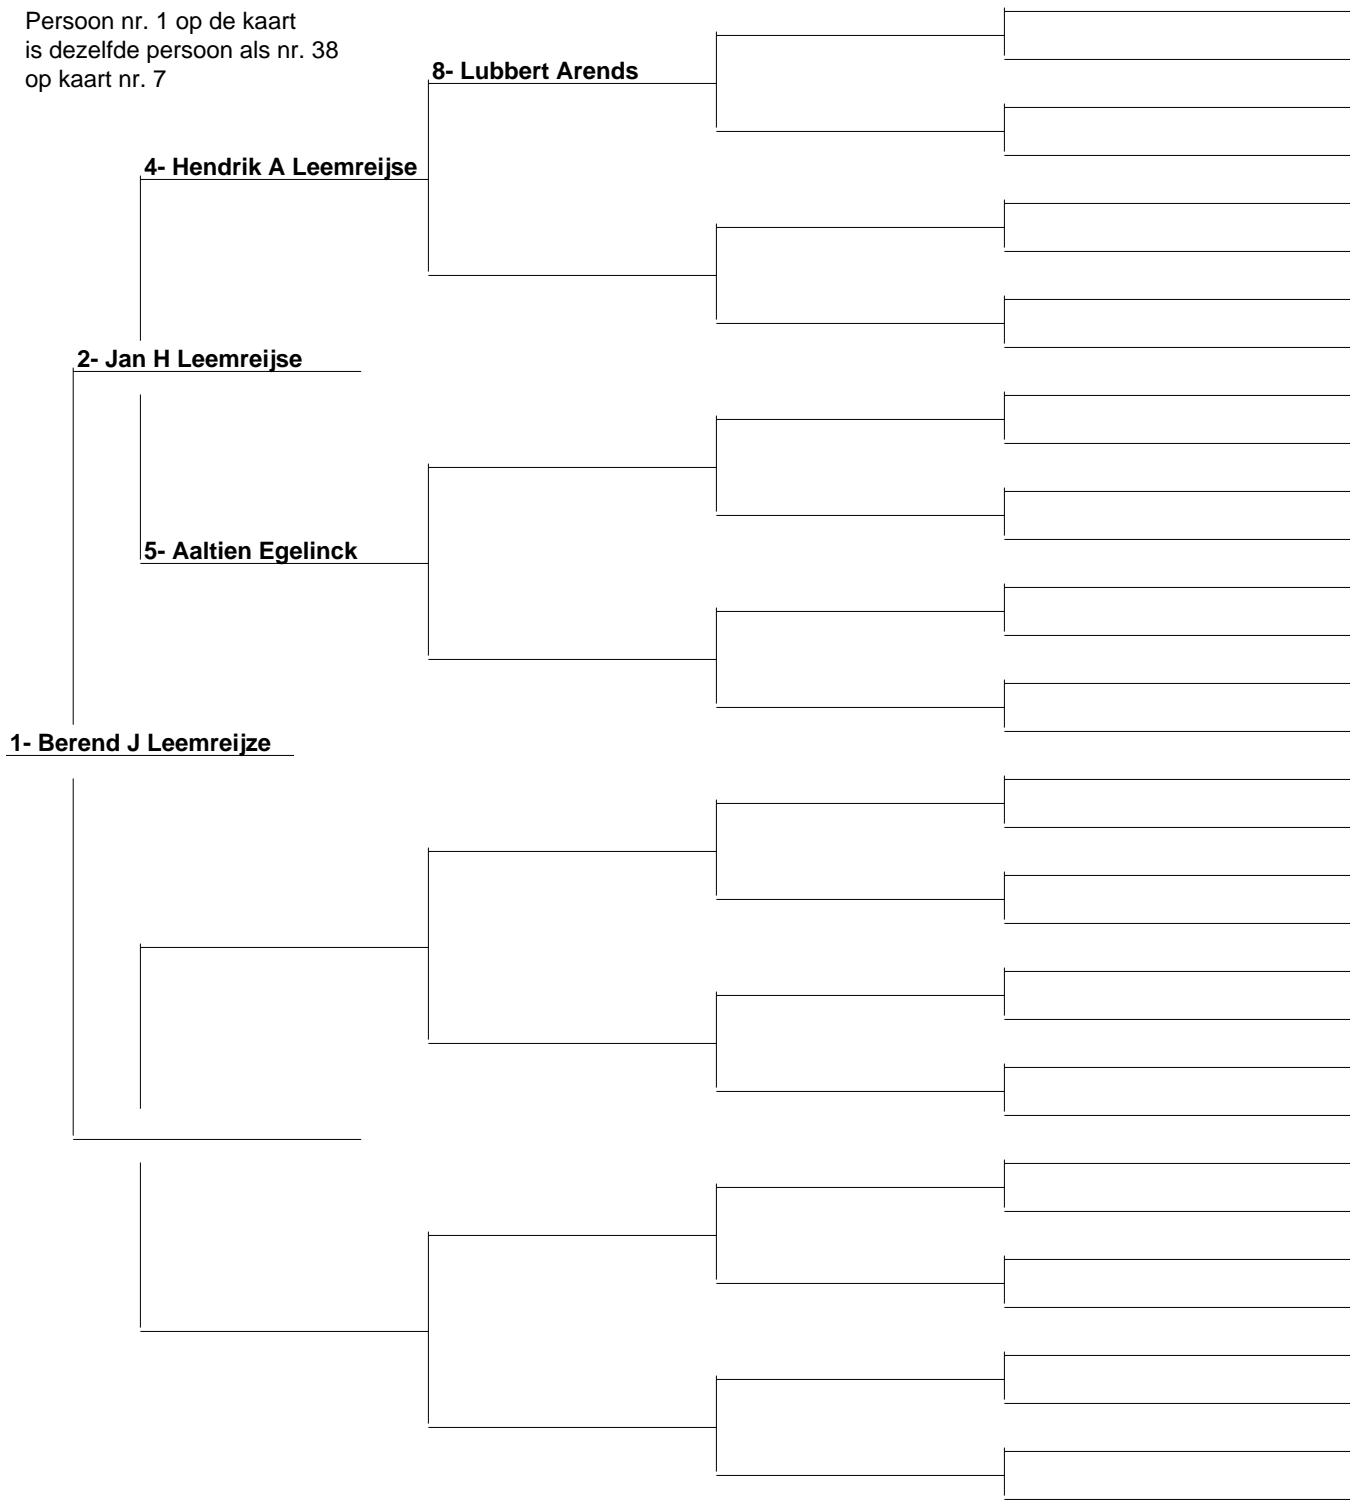 Persoon nr. 1 op de kaart
is dezelfde persoon als nr. 38
op kaart nr. 7
8- Lubbert Arends
4- Hendrik A Leemreijse
2- Jan H Leemreijse
5- Aaltien Egelinck
1- Berend J Leemreijze